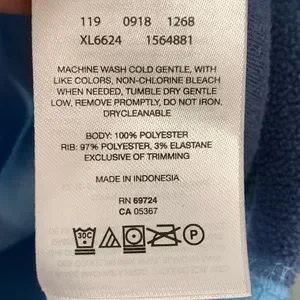 119 0918 1268
XL6624 1564881
MACHINE WASH COLD GENTLE, WITH
LIKE COLORS, NON-CHLORINE BLEACH
WHEN NEEDED, TUMBLE DRY GENTLE
LOW, REMOVE PROMPTLY, DO NOT IRON,
DRYCLEANABLE
BODY: 100% POLYESTER
RIB: 97% POLYESTER, 3% ELASTANE
EXCLUSIVE OF TRIMMING
MADE IN INDONESIA
RN 69724
CA 05367
30C
P